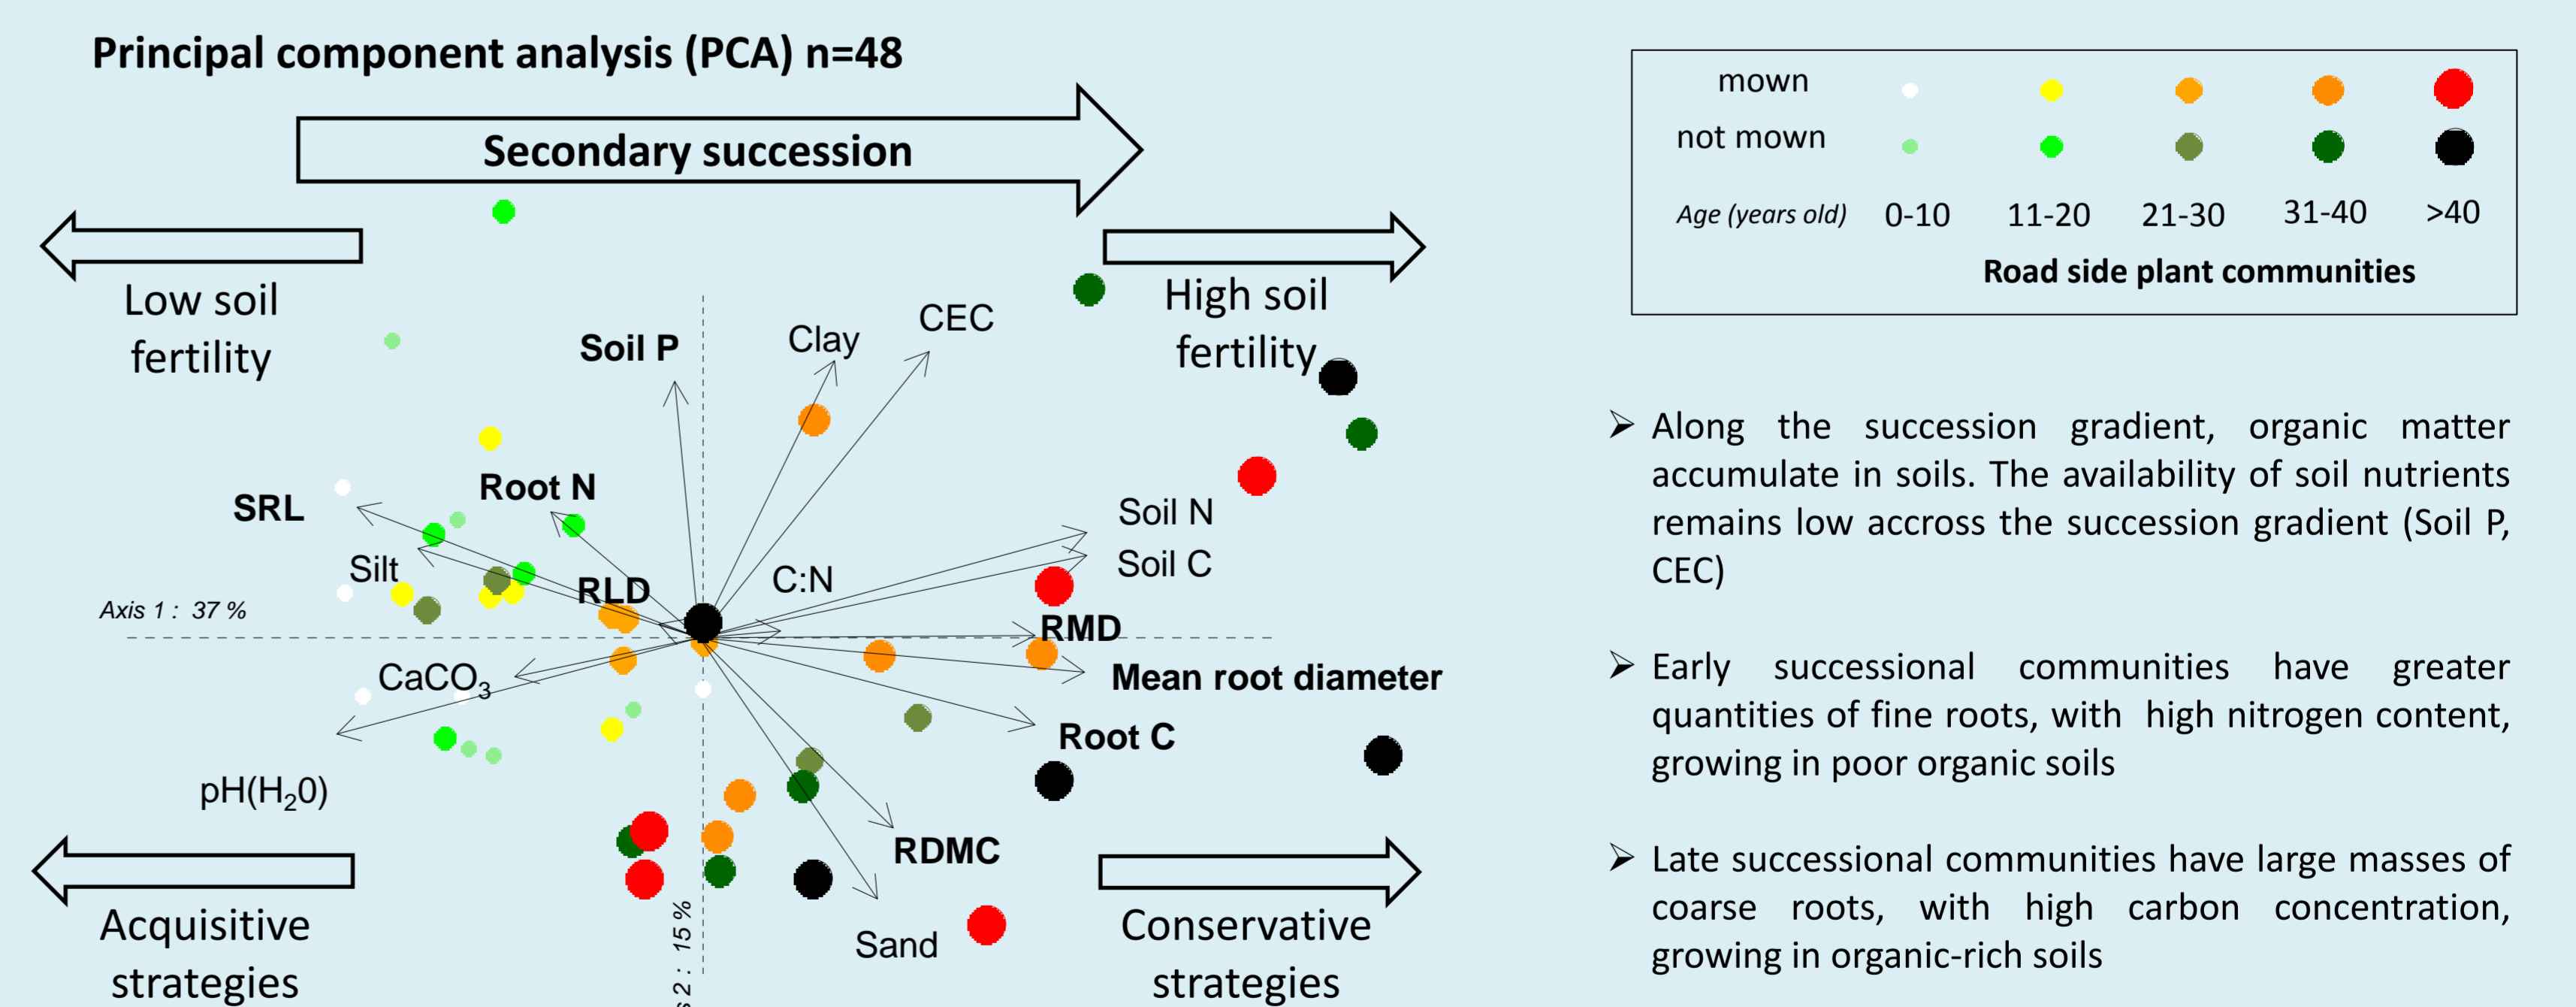 Principal component analysis (PCA) n=48
Secondary succession
Low soil
fertility
High soil
fertility
Soil P
Clay
CEC
SRL
Root N
Silt
RLD
C:N
Soil N
Soil C
Axis 1 : 37 %
RMD
CaCO₃
Mean root diameter
Root C
pH(H₂0)
RDMC
Sand
s 2 : 15 %
Acquisitive
strategies
Conservative
strategies
mown
not mown
Age (years old) 0-10 11-20 21-30 31-40 >40
Road side plant communities
➢ Along the succession gradient, organic matter
accumulate in soils. The availability of soil nutrients
remains low accross the succession gradient (Soil P,
CEC)
➢ Early successional communities have greater
quantities of fine roots, with high nitrogen content,
growing in poor organic soils
➢ Late successional communities have large masses of
coarse roots, with high carbon concentration,
growing in organic-rich soils